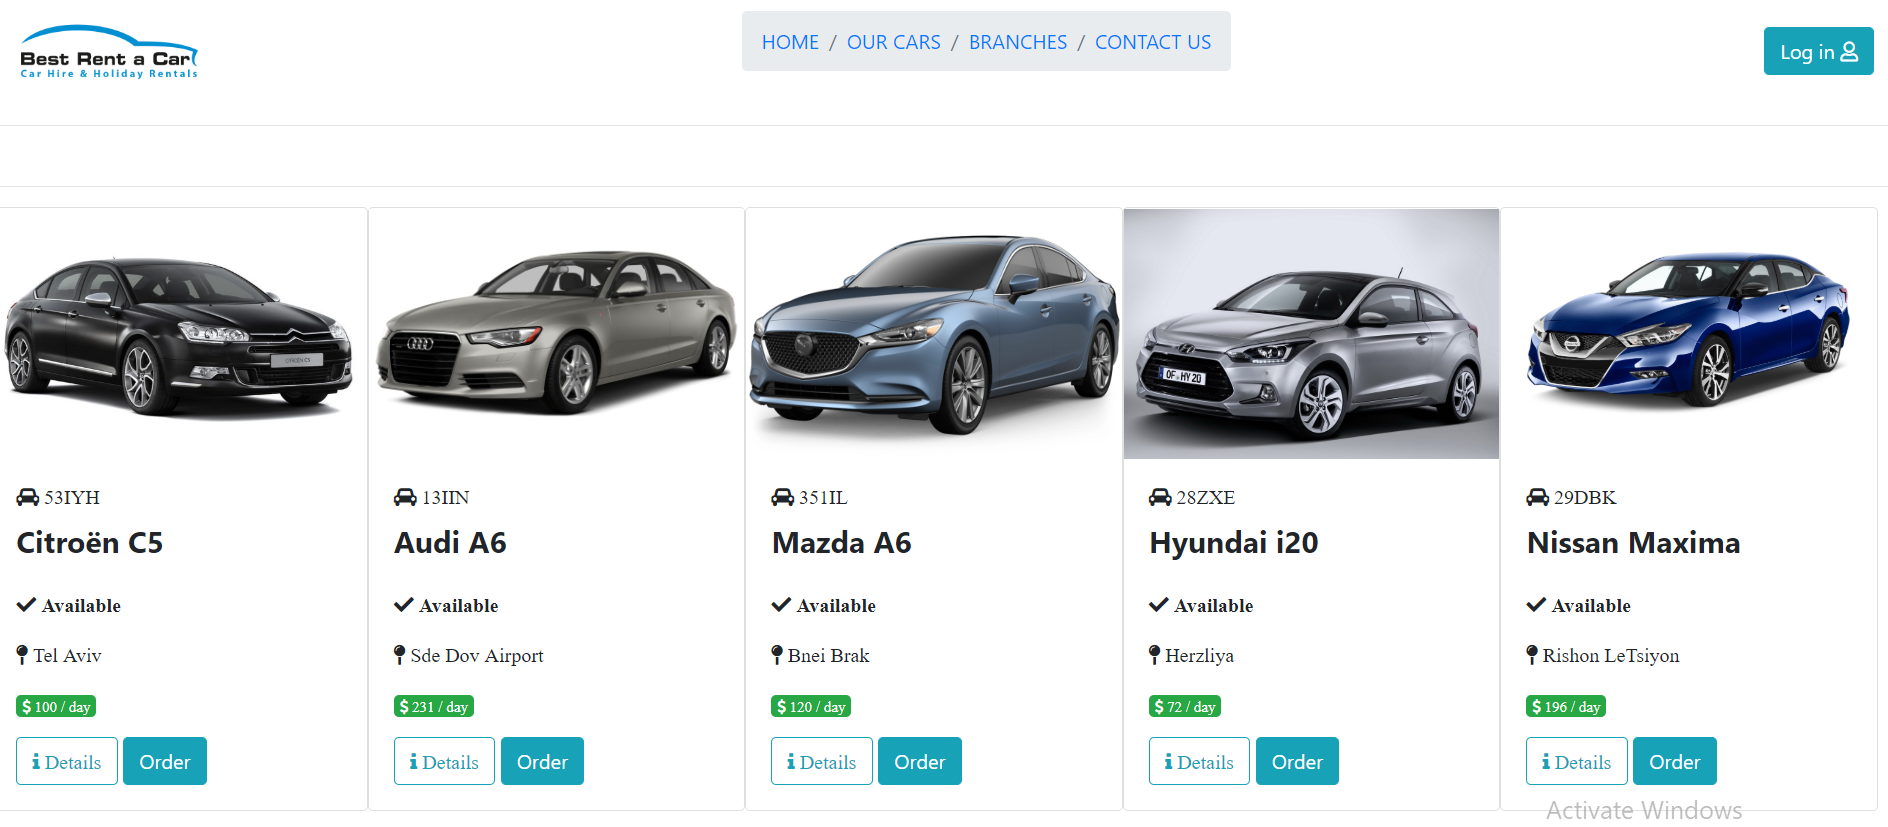 Best Rent a Car
Car Hire & Holiday Rentals
HOME / OUR CARS / BRANCHES / CONTACT US
Log in
53IYH
Citroën C5
Available
Tel Aviv
$ 100 / day
Details
Order
13IIN
Audi A6
Available
Sde Dov Airport
$ 231 / day
Details
Order
351IL
Mazda A6
Available
Bnei Brak
$ 120 / day
Details
Order
OF HY 20
28ZXE
Hyundai i20
Available
Herzliya
$ 72 / day
Details
Order
29DBK
Nissan Maxima
Available
Rishon LeTsiyon
$ 196 / day
Details
Order
Activate Windows